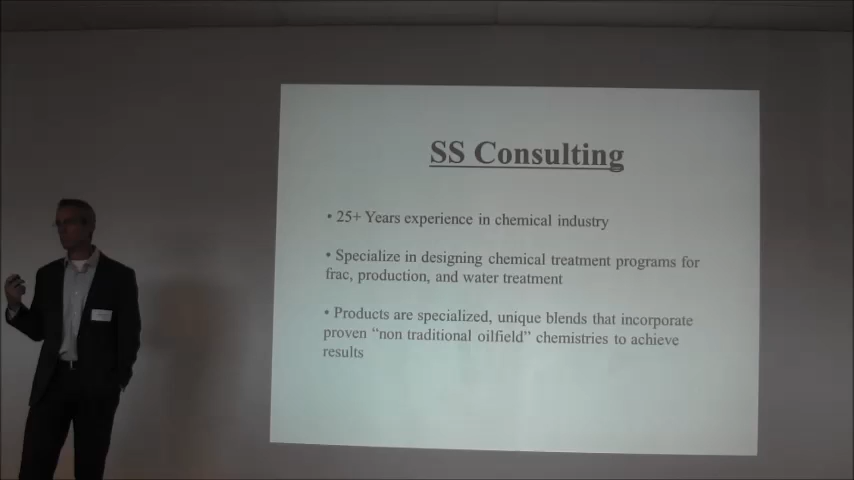 SS Consulting
• 25+ Years experience in chemical industry
• Specialize in designing chemical treatment programs for
frac, production, and water treatment
• Products are specialized, unique blends that incorporate
proven “non traditional oilfield” chemistries to achieve
results